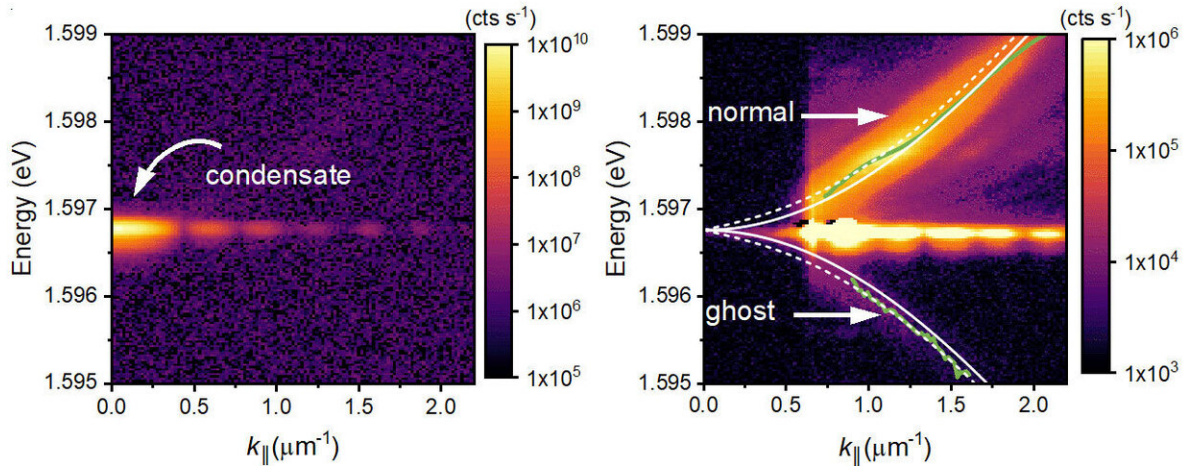 (cts s⁻¹)
1.599
1.598
1.597
1.596
1.595
Energy (eV)
condensate
0.0 0.5 1.0 1.5 2.0
k∥(μm⁻¹)
1x10¹⁰
1x10⁹
1x10⁸
1x10⁷
1x10⁶
1x10⁵
(cts s⁻¹)
1.599
1.598
1.597
1.596
1.595
Energy (eV)
normal
ghost
0.0 0.5 1.0 1.5 2.0
k∥(μm⁻¹)
1x10⁶
1x10⁵
1x10⁴
1x10³